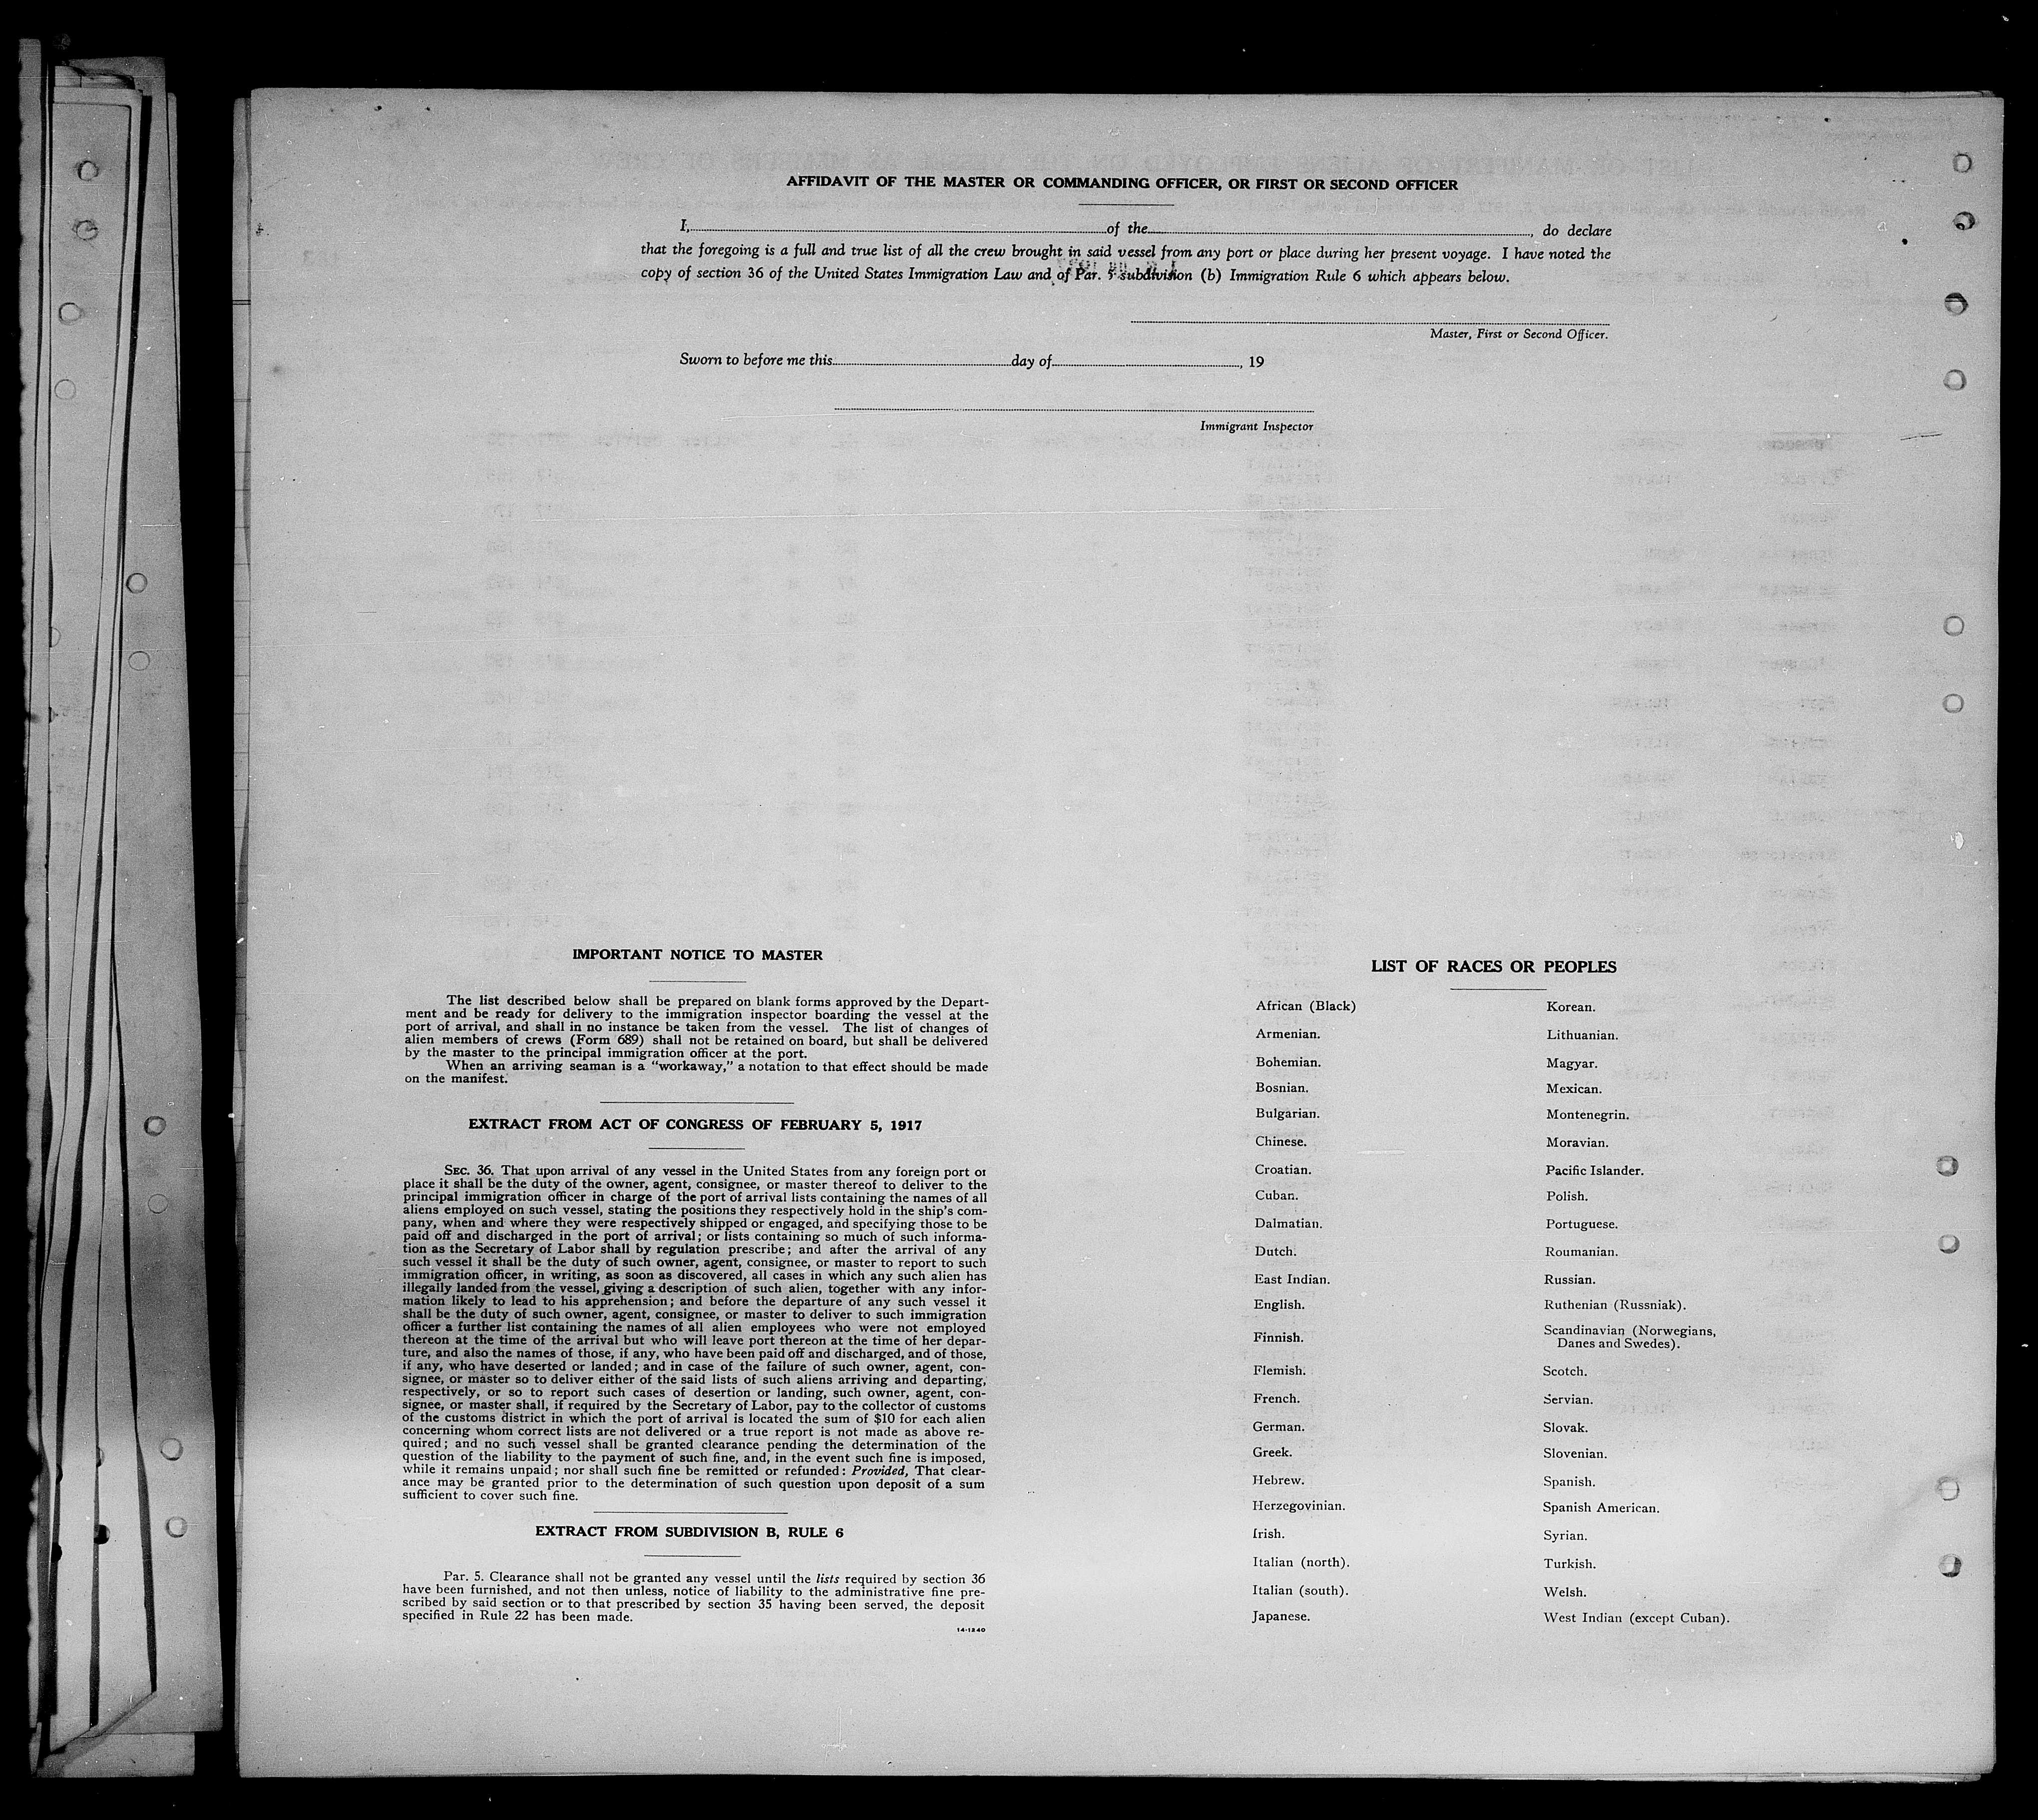 AFFIDAVIT OF THE MASTER OR COMMANDING OFFICER, OR FIRST OR SECOND OFFICER
I, of the , do declare
that the foregoing is a full and true list of all the crew brought in said vessel from any port or place during her present voyage. I have noted the
copy of section 36 of the United States Immigration Law and of Par. 5 subdivision (b) Immigration Rule 6 which appears below.
Master, First or Second Officer.
Sworn to before me this day of , 19
Immigrant Inspector
IMPORTANT NOTICE TO MASTER
The list described below shall be prepared on blank forms approved by the Depart-
ment and be ready for delivery to the immigration inspector boarding the vessel at the
port of arrival, and shall in no instance be taken from the vessel. The list of changes of
alien members of crews (Form 689) shall not be retained on board, but shall be delivered
by the master to the principal immigration officer at the port.
When an arriving seaman is a "workaway," a notation to that effect should be made
on the manifest.
EXTRACT FROM ACT OF CONGRESS OF FEBRUARY 5, 1917
SEC. 36. That upon arrival of any vessel in the United States from any foreign port or
place it shall be the duty of the owner, agent, consignee, or master thereof to deliver to the
principal immigration officer in charge of the port of arrival lists containing the names of all
aliens employed on such vessel, stating the positions they respectively hold in the ship's com-
pany, when and where they were respectively shipped or engaged, and specifying those to be
paid off and discharged in the port of arrival; or lists containing so much of such informa-
tion as the Secretary of Labor shall by regulation prescribe; and after the arrival of any
such vessel it shall be the duty of such owner, agent, consignee, or master to report to such
immigration officer, in writing, as soon as discovered, all cases in which any such alien has
illegally landed from the vessel, giving a description of such alien, together with any infor-
mation likely to lead to his apprehension; and before the departure of any such vessel it
shall be the duty of such owner, agent, consignee, or master to deliver to such immigration
officer a further list containing the names of all alien employees who were not employed
thereon at the time of the arrival but who will leave port thereon at the time of her depar-
ture, and also the names of those, if any, who have been paid off and discharged, and of those,
if any, who have deserted or landed; and in case of the failure of such owner, agent, con-
signee, or master so to deliver either of the said lists of such aliens arriving and departing,
respectively, or so to report such cases of desertion or landing, such owner, agent, con-
signee, or master shall, if required by the Secretary of Labor, pay to the collector of customs
of the customs district in which the port of arrival is located the sum of $10 for each alien
concerning whom correct lists are not delivered or a true report is not made as above re-
quired; and no such vessel shall be granted clearance pending the determination of the
question of the liability to the payment of such fine, and, in the event such fine is imposed,
while it remains unpaid; nor shall such fine be remitted or refunded: Provided, That clear-
ance may be granted prior to the determination of such question upon deposit of a sum
sufficient to cover such fine.
EXTRACT FROM SUBDIVISION B, RULE 6
Par. 5. Clearance shall not be granted any vessel until the lists required by section 36
have been furnished, and not then unless, notice of liability to the administrative fine pre-
scribed by said section or to that prescribed by section 35 having been served, the deposit
specified in Rule 22 has been made.
14-1240
LIST OF RACES OR PEOPLES
African (Black)
Armenian.
Bohemian.
Bosnian.
Bulgarian.
Chinese.
Croatian.
Cuban.
Dalmatian.
Dutch.
East Indian.
English.
Finnish.
Flemish.
French.
German.
Greek.
Hebrew.
Herzegovinian.
Irish.
Italian (north).
Italian (south).
Japanese.
Korean.
Lithuanian.
Magyar.
Mexican.
Montenegrin.
Moravian.
Pacific Islander.
Polish.
Portuguese.
Roumanian.
Russian.
Ruthenian (Russniak).
Scandinavian (Norwegians,
Danes and Swedes).
Scotch.
Servian.
Slovak.
Slovenian.
Spanish.
Spanish American.
Syrian.
Turkish.
Welsh.
West Indian (except Cuban).